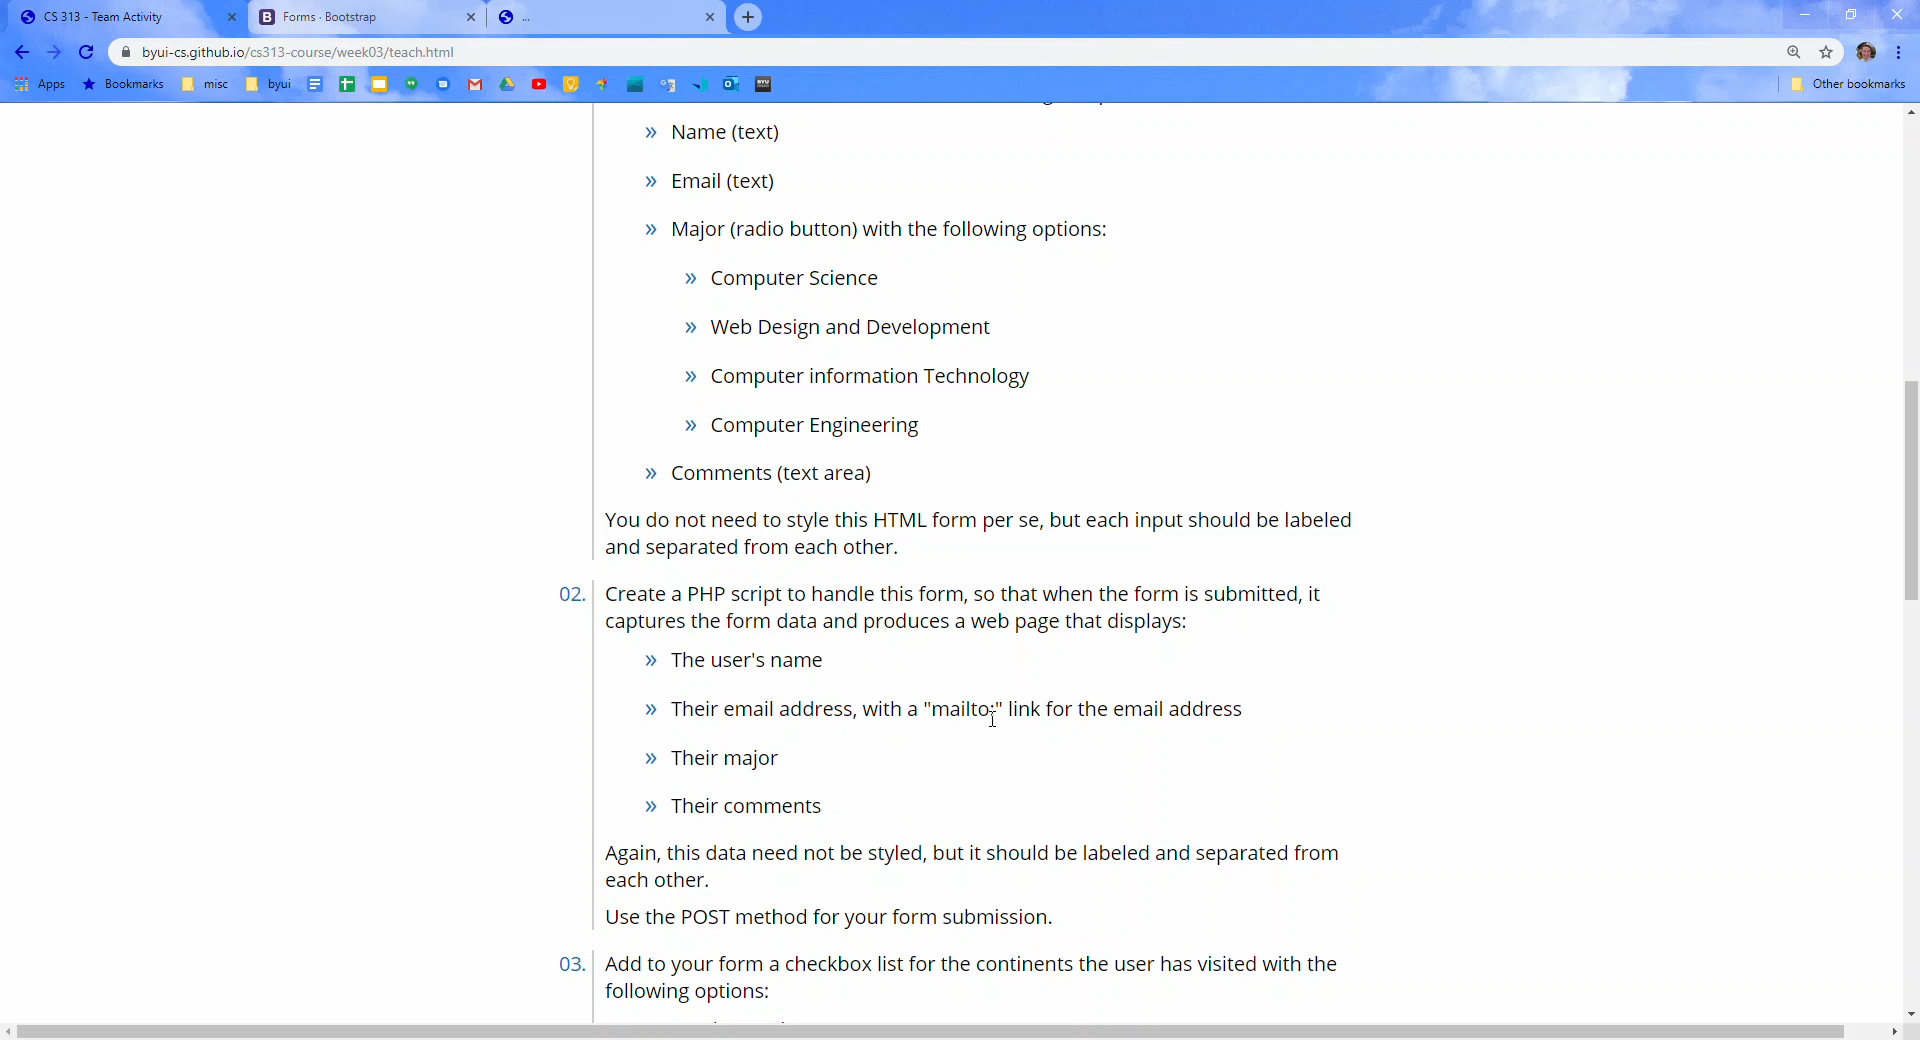 CS 313 - Team Activity
Forms · Bootstrap
...
byui-cs.github.io/cs313-course/week03/teach.html
Apps Bookmarks misc byui Other bookmarks
» Name (text)
» Email (text)
» Major (radio button) with the following options:
» Computer Science
» Web Design and Development
» Computer information Technology
» Computer Engineering
» Comments (text area)
You do not need to style this HTML form per se, but each input should be labeled
and separated from each other.
02. Create a PHP script to handle this form, so that when the form is submitted, it
captures the form data and produces a web page that displays:
» The user's name
» Their email address, with a "mailto:" link for the email address
» Their major
» Their comments
Again, this data need not be styled, but it should be labeled and separated from
each other.
Use the POST method for your form submission.
03. Add to your form a checkbox list for the continents the user has visited with the
following options: